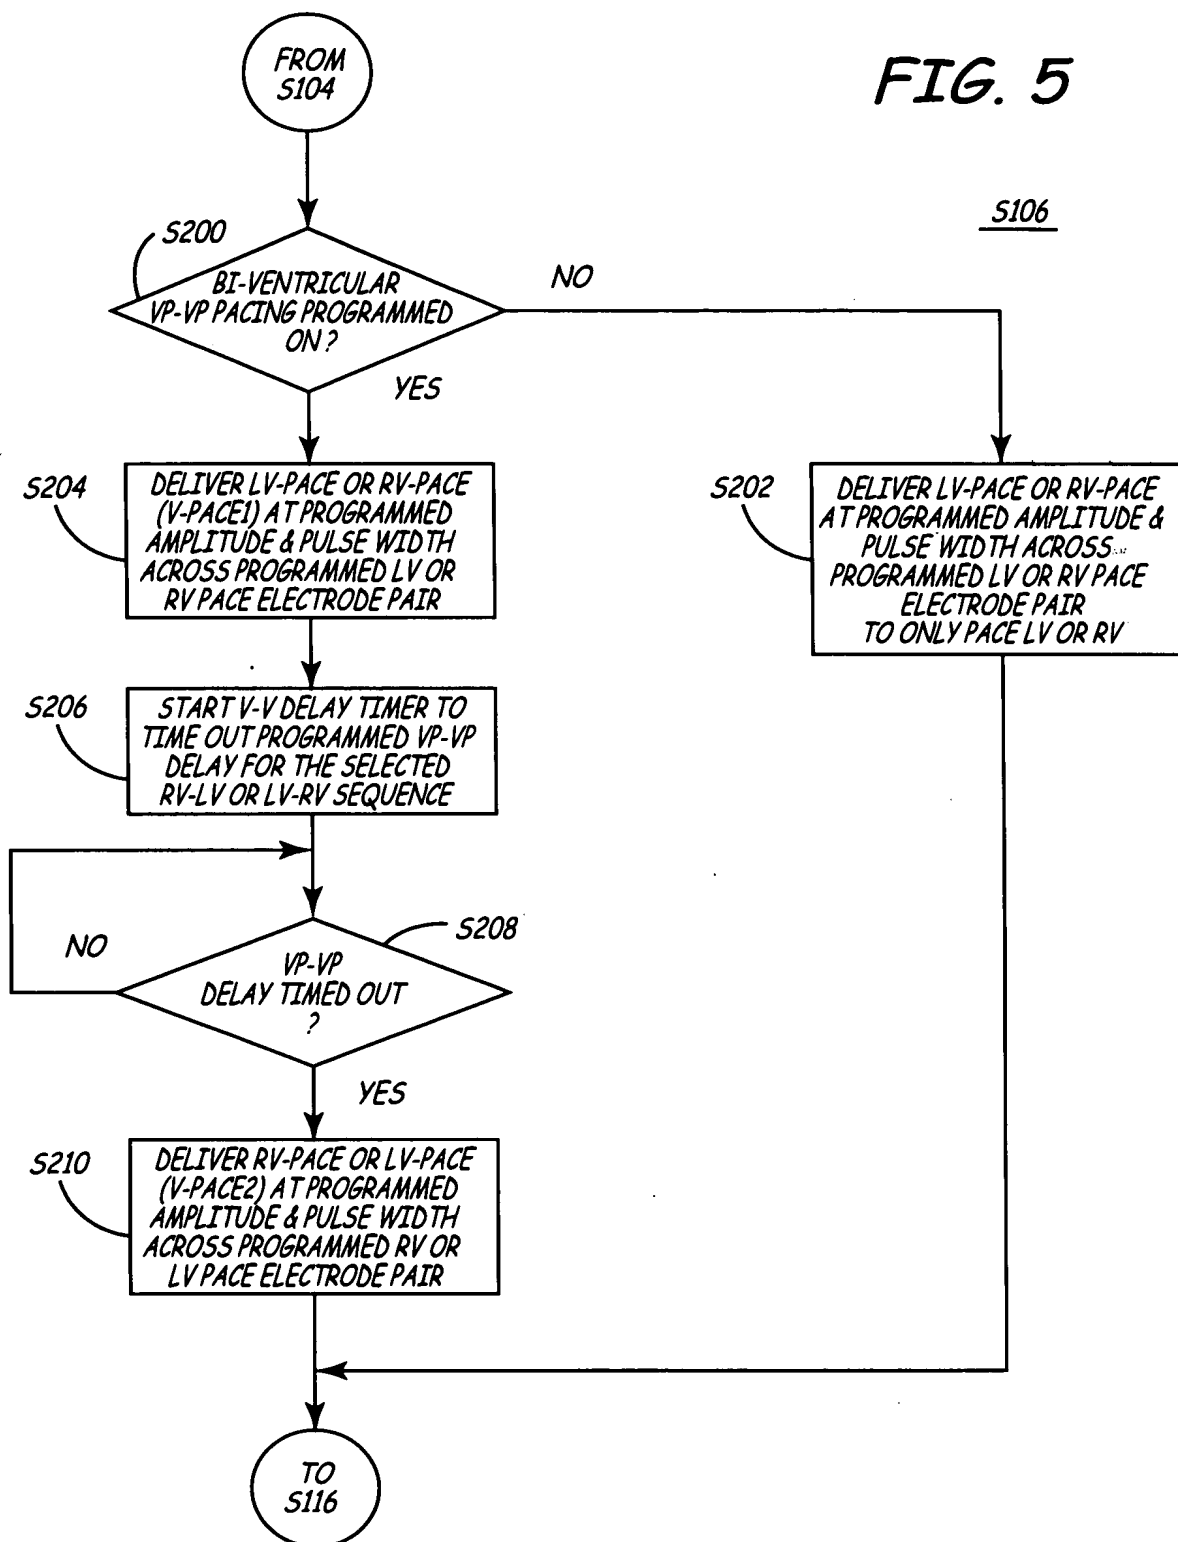 FROM
S104
FIG. 5
S106
S200
BI-VENTRICULAR
VP-VP PACING PROGRAMMED
ON?
NO
YES
S204
DELIVER LV-PACE OR RV-PACE
(V-PACE1) AT PROGRAMMED
AMPLITUDE & PULSE WIDTH
ACROSS PROGRAMMED LV OR
RV PACE ELECTRODE PAIR
S202
DELIVER LV-PACE OR RV-PACE
AT PROGRAMMED AMPLITUDE &
PULSE WIDTH ACROSS
PROGRAMMED LV OR RV PACE
ELECTRODE PAIR
TO ONLY PACE LV OR RV
S206
START V-V DELAY TIMER TO
TIME OUT PROGRAMMED VP-VP
DELAY FOR THE SELECTED
RV-LV OR LV-RV SEQUENCE
S208
NO
VP-VP
DELAY TIMED OUT
?
YES
S210
DELIVER RV-PACE OR LV-PACE
(V-PACE2) AT PROGRAMMED
AMPLITUDE & PULSE WIDTH
ACROSS PROGRAMMED RV OR
LV PACE ELECTRODE PAIR
TO
S116